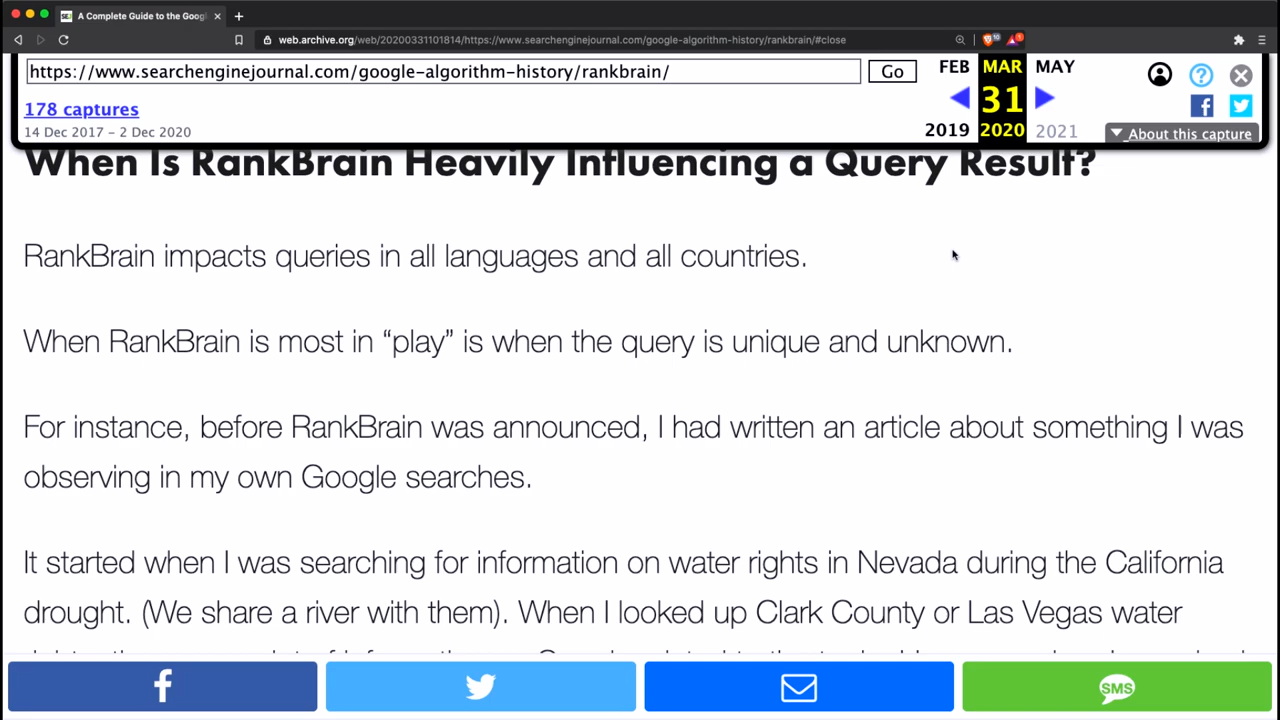 A Complete Guide to the Goog
web.archive.org/web/20200331101814/https://www.searchenginejournal.com/google-algorithm-history/rankbrain/#close
https://www.searchenginejournal.com/google-algorithm-history/rankbrain/
Go
FEB MAR MAY
178 captures
31
14 Dec 2017 – 2 Dec 2020
2019 2020 2021
About this capture
When Is RankBrain Heavily Influencing a Query Result?
RankBrain impacts queries in all languages and all countries.
When RankBrain is most in “play” is when the query is unique and unknown.
For instance, before RankBrain was announced, I had written an article about something I was
observing in my own Google searches.
It started when I was searching for information on water rights in Nevada during the California
drought. (We share a river with them). When I looked up Clark County or Las Vegas water
SMS